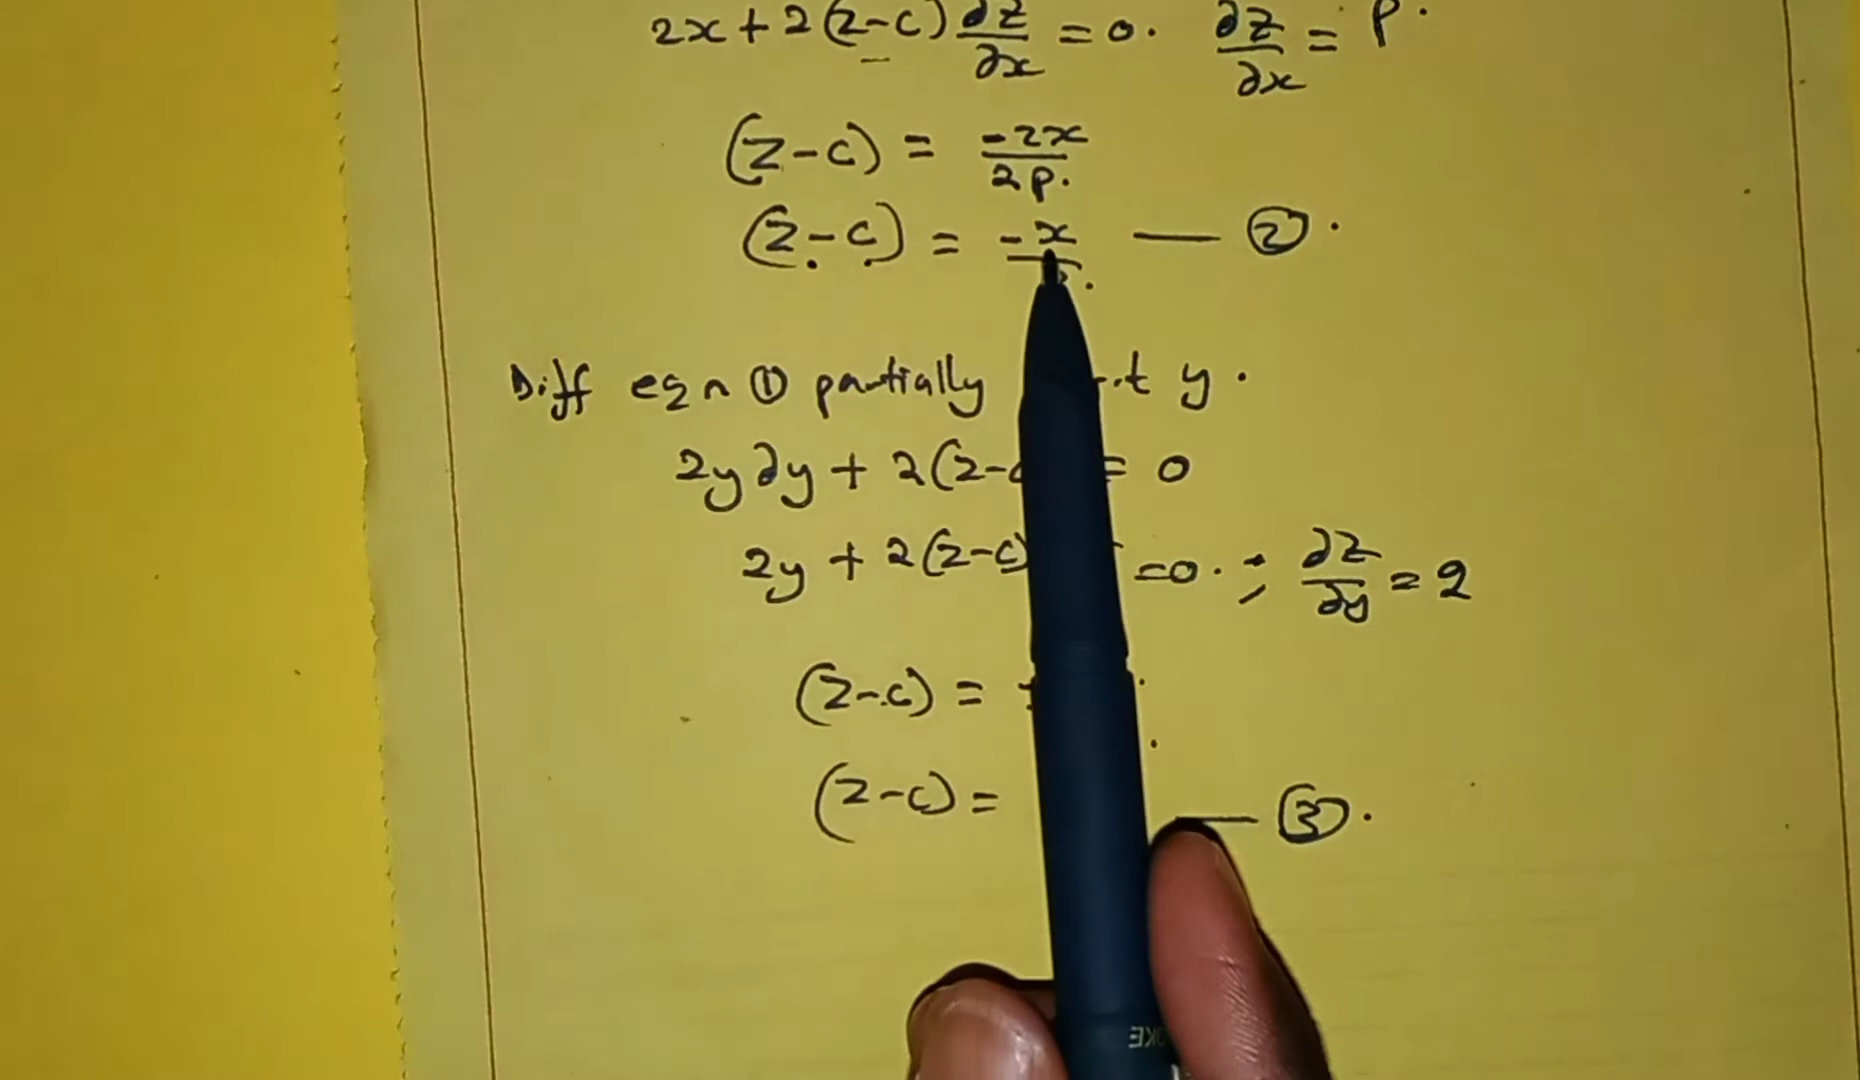 2x + 2(z-c) ∂z/∂x = 0. ∂z/∂x = p.
(z-c) = -2x/2p.
(z-c) = -x/ — ②.
Diff eqn ① partially .t y.
2y∂y + 2(z- = 0
2y + 2(z-c) =0. ; ∂z/∂y = q
(z-c) =
(z-c) = — ③.